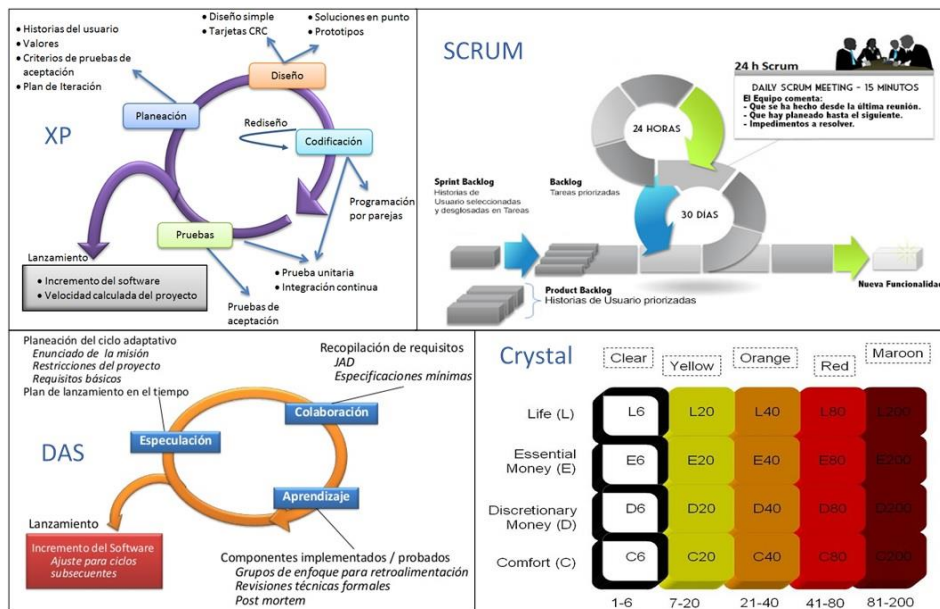 XP
• Historias del usuario
• Valores
• Criterios de pruebas de
aceptación
• Plan de Iteración
• Diseño simple
• Tarjetas CRC
• Soluciones en punto
• Prototipos
Diseño
Planeación
Rediseño
Codificación
Programación
por parejas
Pruebas
• Prueba unitaria
• Integración continua
Pruebas de
aceptación
Lanzamiento
• Incremento del software
• Velocidad calculada del proyecto
SCRUM
24 h Scrum
DAILY SCRUM MEETING - 15 MINUTOS
El Equipo comenta:
- Que se ha hecho desde la última reunión.
- Que hay planeado hasta el siguiente.
- Impedimentos a resolver.
24 HORAS
30 DÍAS
Sprint Backlog
Historias de
Usuario seleccionadas
y desglosadas en Tareas
Backlog
Tareas priorizadas
Nueva Funcionalidad
Product Backlog
Historias de Usuario priorizadas
DAS
Planeación del ciclo adaptativo
Enunciado de la misión
Restricciones del proyecto
Requisitos básicos
Plan de lanzamiento en el tiempo
Recopilación de requisitos
JAD
Especificaciones mínimas
Colaboración
Especulación
Aprendizaje
Lanzamiento
Incremento del Software
Ajuste para ciclos
subsecuentes
Componentes implementados / probados
Grupos de enfoque para retroalimentación
Revisiones técnicas formales
Post mortem
Crystal
Clear Yellow Orange Red Maroon
Life (L) L6 L20 L40 L80 L200
Essential
Money (E) E6 E20 E40 E80 E200
Discretionary
Money (D) D6 D20 D40 D80 D200
Comfort (C) C6 C20 C40 C80 C200
1-6 7-20 21-40 41-80 81-200